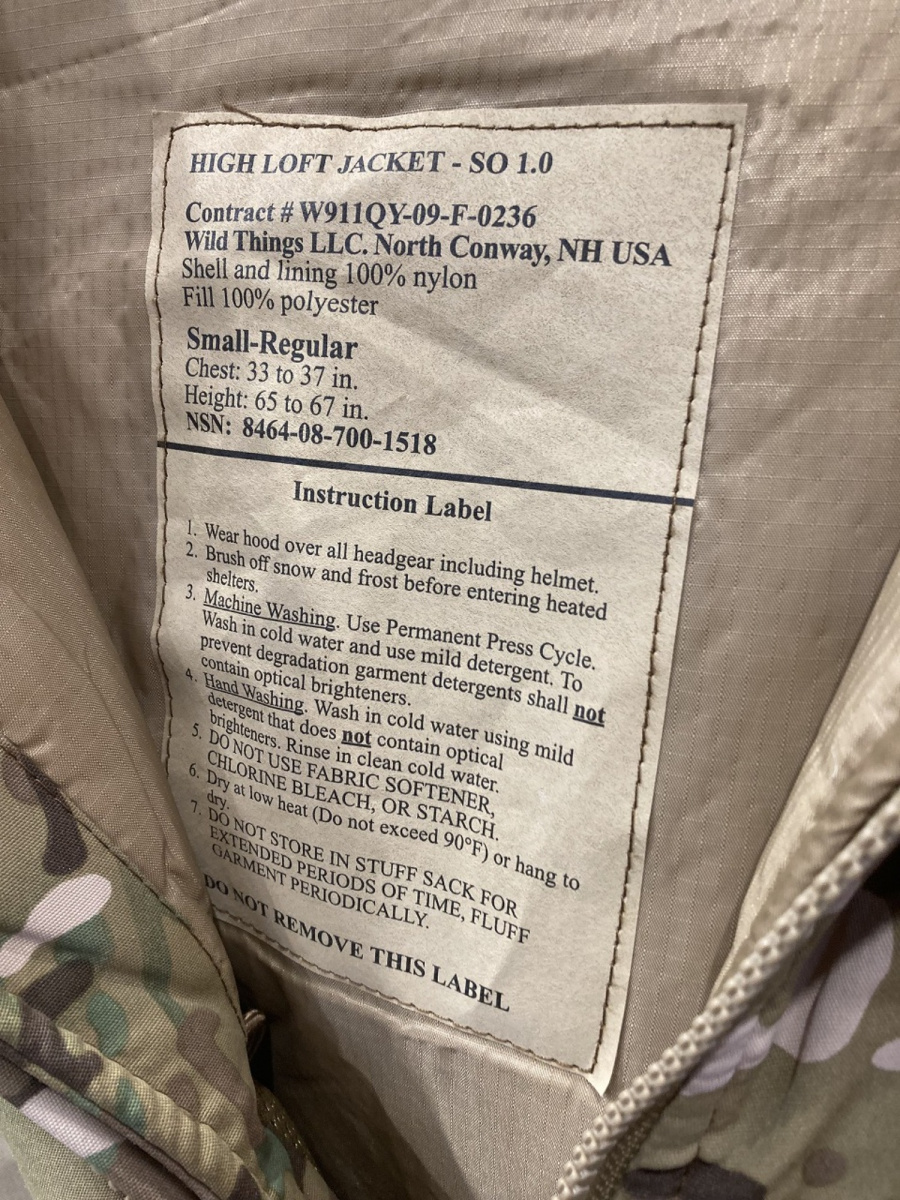 HIGH LOFT JACKET - SO 1.0
Contract # W911QY-09-F-0236
Wild Things LLC. North Conway, NH USA
Shell and lining 100% nylon
Fill 100% polyester
Small-Regular
Chest: 33 to 37 in.
Height: 65 to 67 in.
NSN: 8464-08-700-1518
Instruction Label
1. Wear hood over all headgear including helmet.
2. Brush off snow and frost before entering heated
shelters.
3. Machine Washing. Use Permanent Press Cycle.
Wash in cold water and use mild detergent. To
prevent degradation garment detergents shall not
contain optical brighteners.
4. Hand Washing. Wash in cold water using mild
detergent that does not contain optical
brighteners. Rinse in clean cold water.
5. DO NOT USE FABRIC SOFTENER,
CHLORINE BLEACH, OR STARCH.
6. Dry at low heat (Do not exceed 90°F) or hang to
dry.
7. DO NOT STORE IN STUFF SACK FOR
EXTENDED PERIODS OF TIME, FLUFF
GARMENT PERIODICALLY.
DO NOT REMOVE THIS LABEL